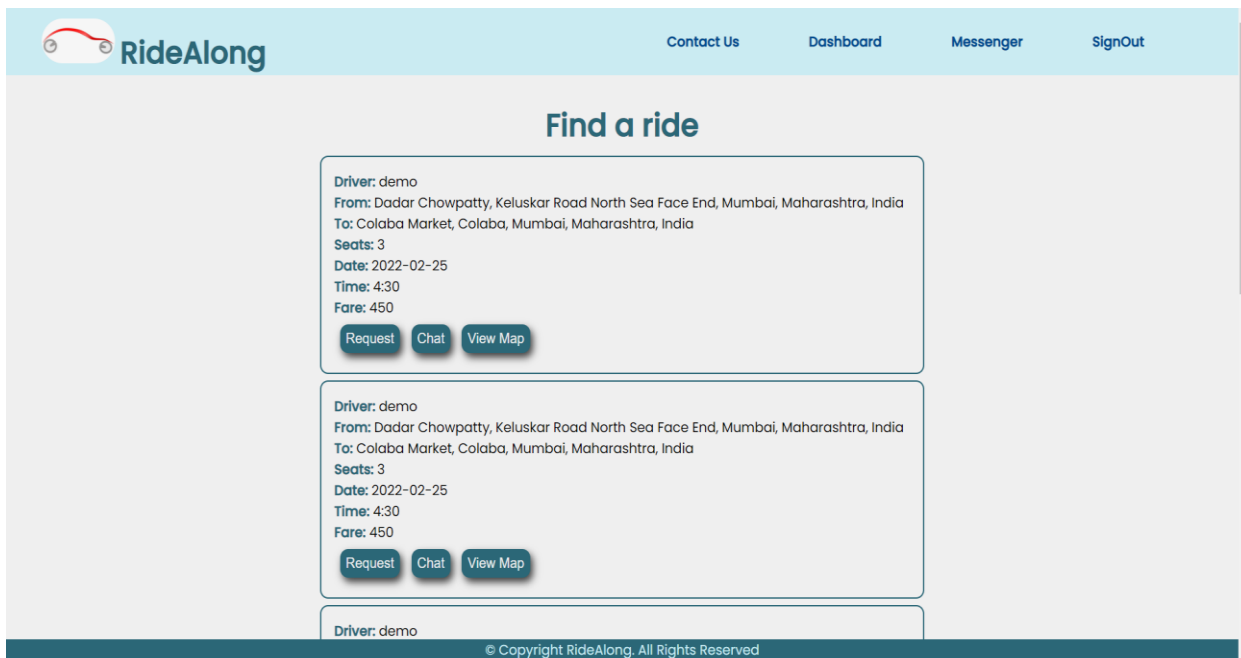 RideAlong
Contact Us
Dashboard
Messenger
SignOut
Find a ride
Driver: demo
From: Dadar Chowpatty, Keluskar Road North Sea Face End, Mumbai, Maharashtra, India
To: Colaba Market, Colaba, Mumbai, Maharashtra, India
Seats: 3
Date: 2022-02-25
Time: 4:30
Fare: 450
Request Chat View Map
Driver: demo
From: Dadar Chowpatty, Keluskar Road North Sea Face End, Mumbai, Maharashtra, India
To: Colaba Market, Colaba, Mumbai, Maharashtra, India
Seats: 3
Date: 2022-02-25
Time: 4:30
Fare: 450
Request Chat View Map
Driver: demo
© Copyright RideAlong. All Rights Reserved